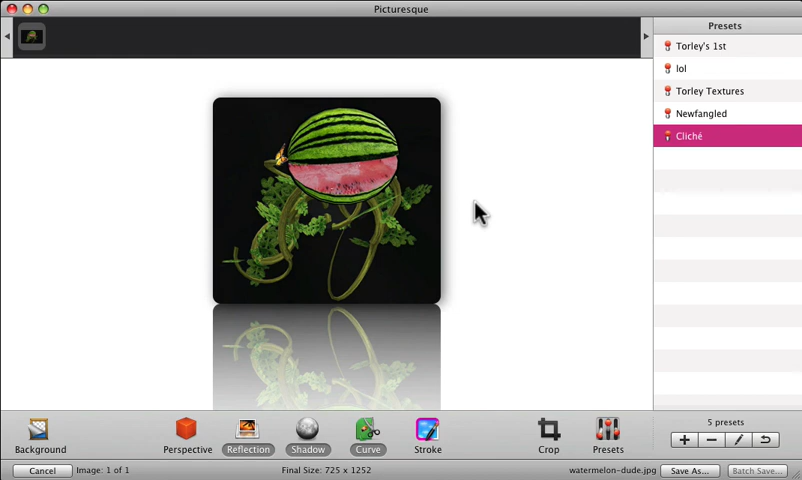 Picturesque
Presets
Torley's 1st
lol
Torley Textures
Newfangled
Cliché
Background
Perspective
Reflection
Shadow
Curve
Stroke
Crop
Presets
5 presets
Cancel
Image: 1 of 1
Final Size: 725 x 1252
watermelon-dude.jpg
Save As...
Batch Save...